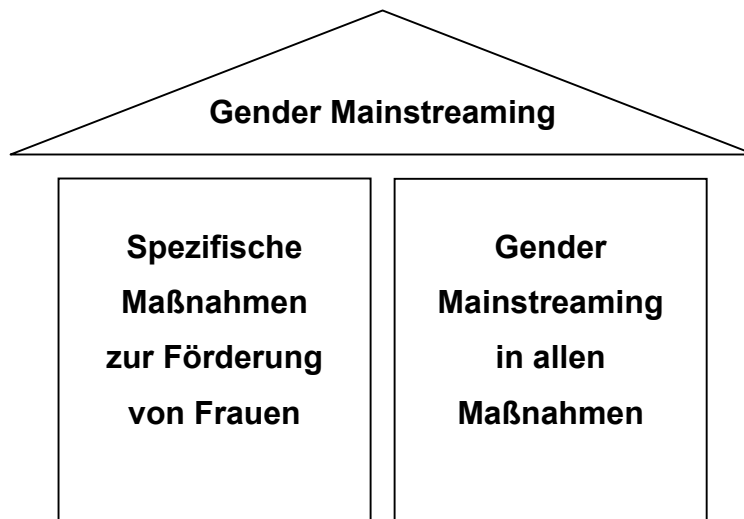 Gender Mainstreaming
Spezifische
Maßnahmen
zur Förderung
von Frauen
Gender
Mainstreaming
in allen
Maßnahmen